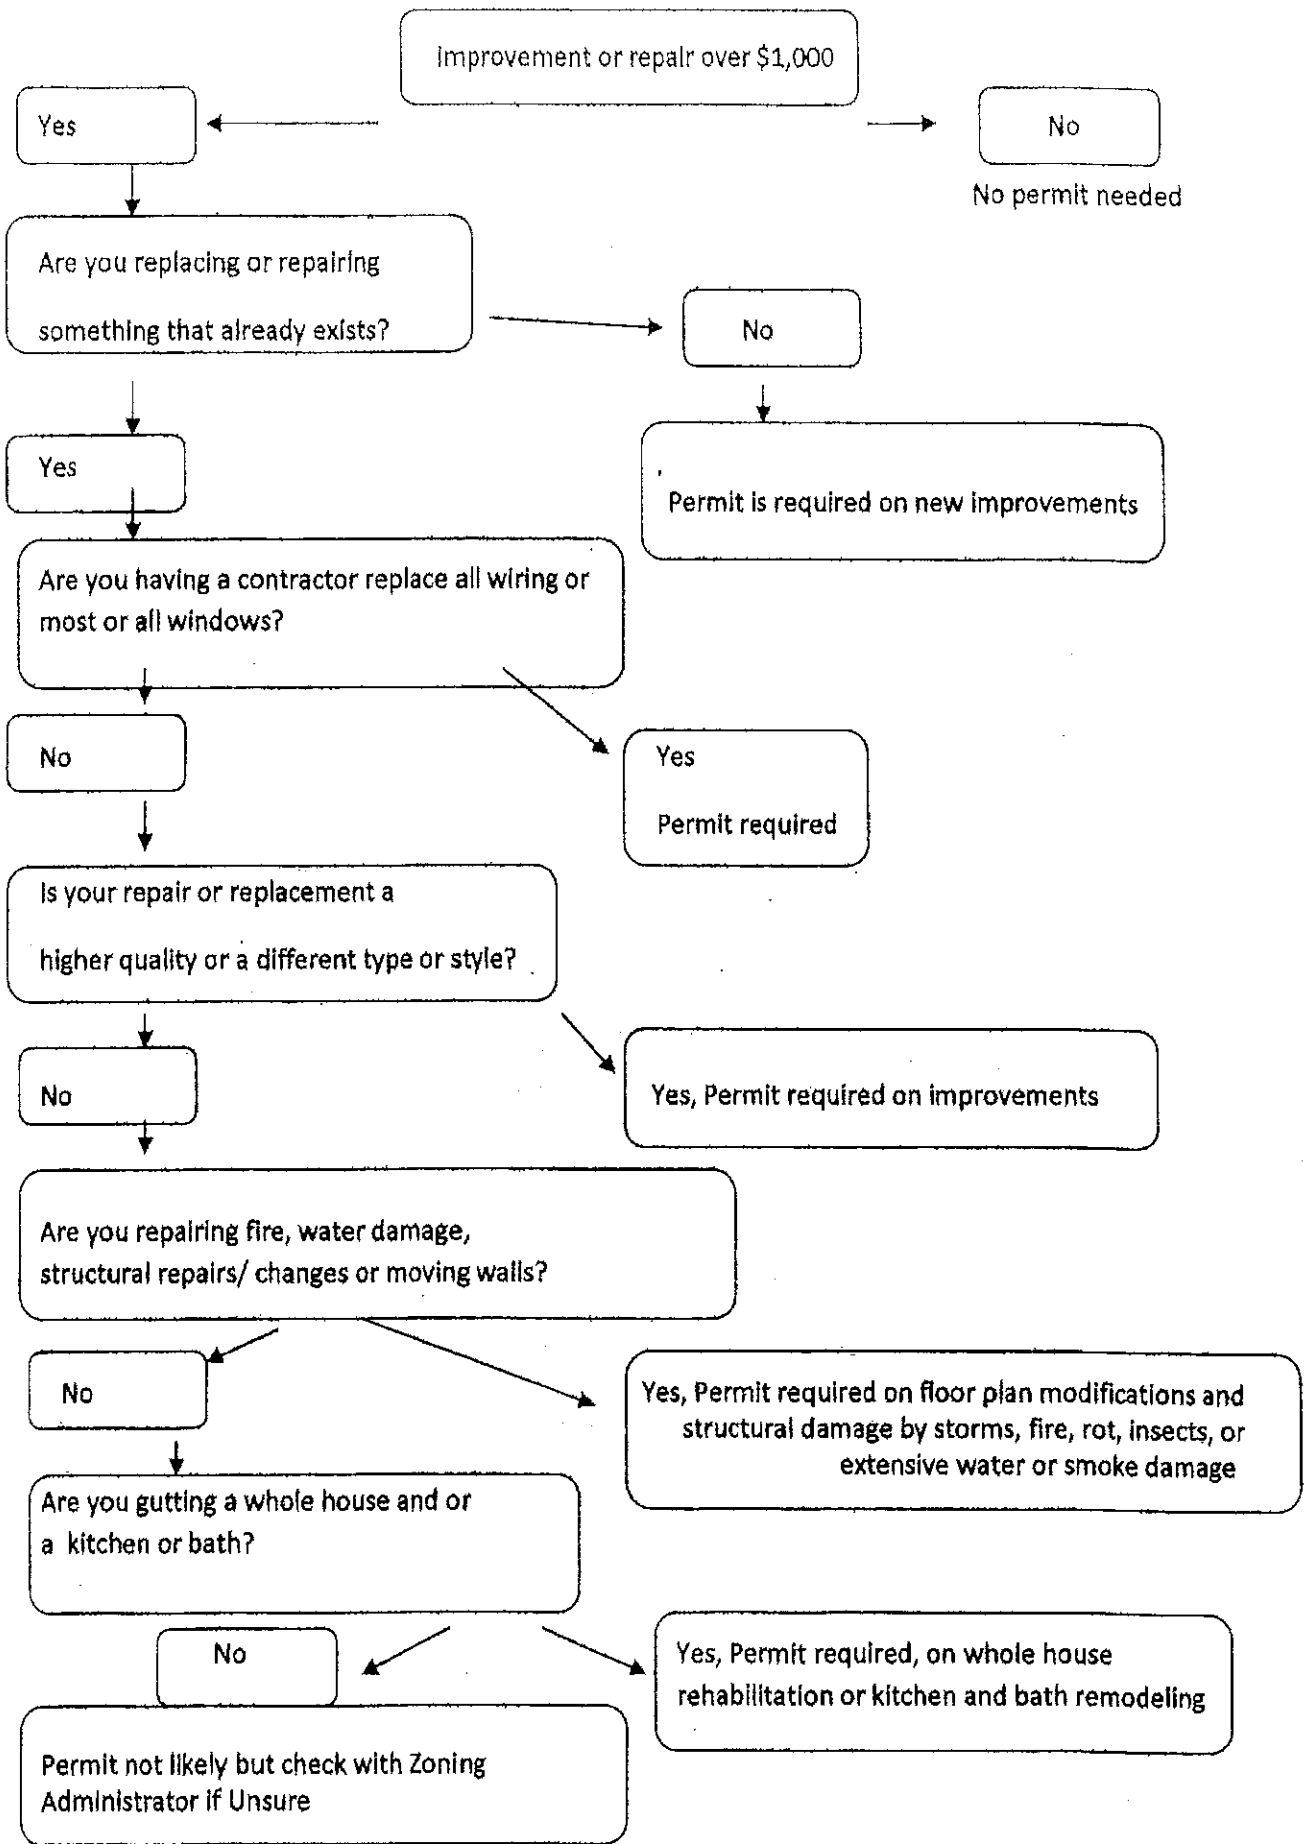 Improvement or repair over $1,000
Yes
No
No permit needed
Are you replacing or repairing
something that already exists?
No
Yes
Permit is required on new improvements
Are you having a contractor replace all wiring or
most or all windows?
No
Yes
Permit required
Is your repair or replacement a
higher quality or a different type or style?
No
Yes, Permit required on improvements
Are you repairing fire, water damage,
structural repairs/ changes or moving walls?
No
Yes, Permit required on floor plan modifications and
structural damage by storms, fire, rot, insects, or
extensive water or smoke damage
Are you gutting a whole house and or
a kitchen or bath?
No
Yes, Permit required, on whole house
rehabilitation or kitchen and bath remodeling
Permit not likely but check with Zoning
Administrator if Unsure